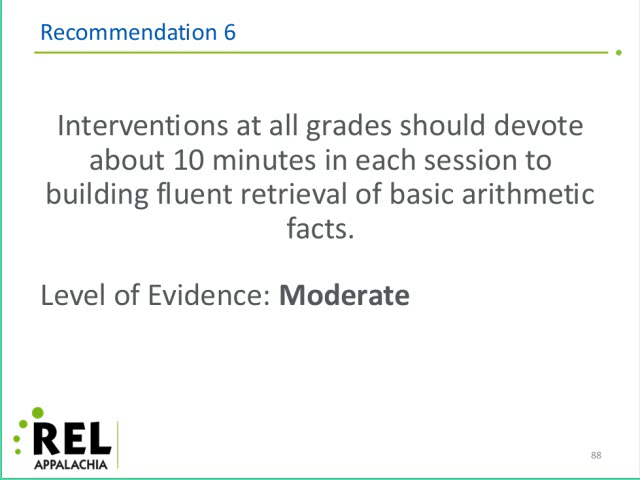 Recommendation 6
Interventions at all grades should devote
about 10 minutes in each session to
building fluent retrieval of basic arithmetic
facts.
Level of Evidence: Moderate
REL
APPALACHIA
88